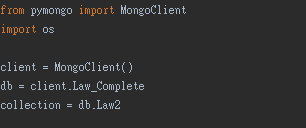 from pymongo import MongoClient
import os
client = MongoClient()
db = client.Law_Complete
collection = db.Law2